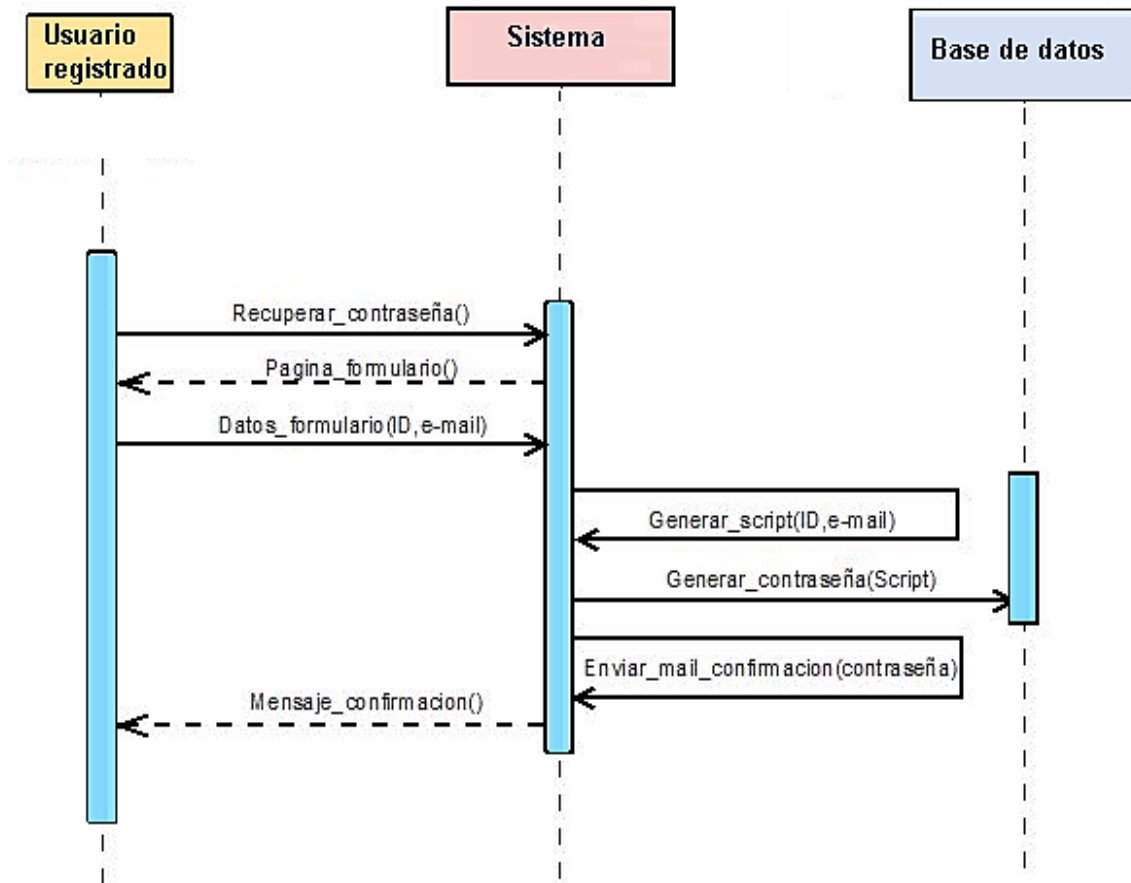 Usuario
registrado
Sistema
Base de datos
Recuperar_contraseña()
Pagina_formulario()
Datos_formulario(ID,e-mail)
Generar_script(ID,e-mail)
Generar_contraseña(Script)
Enviar_mail_confirmacion(contraseña)
Mensaje_confirmacion()